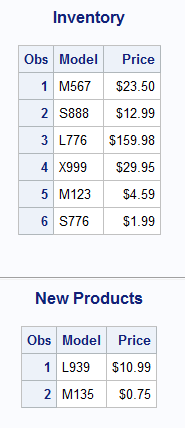 Inventory
Obs Model Price
1 M567 $23.50
2 S888 $12.99
3 L776 $159.98
4 X999 $29.95
5 M123 $4.59
6 S776 $1.99
New Products
Obs Model Price
1 L939 $10.99
2 M135 $0.75